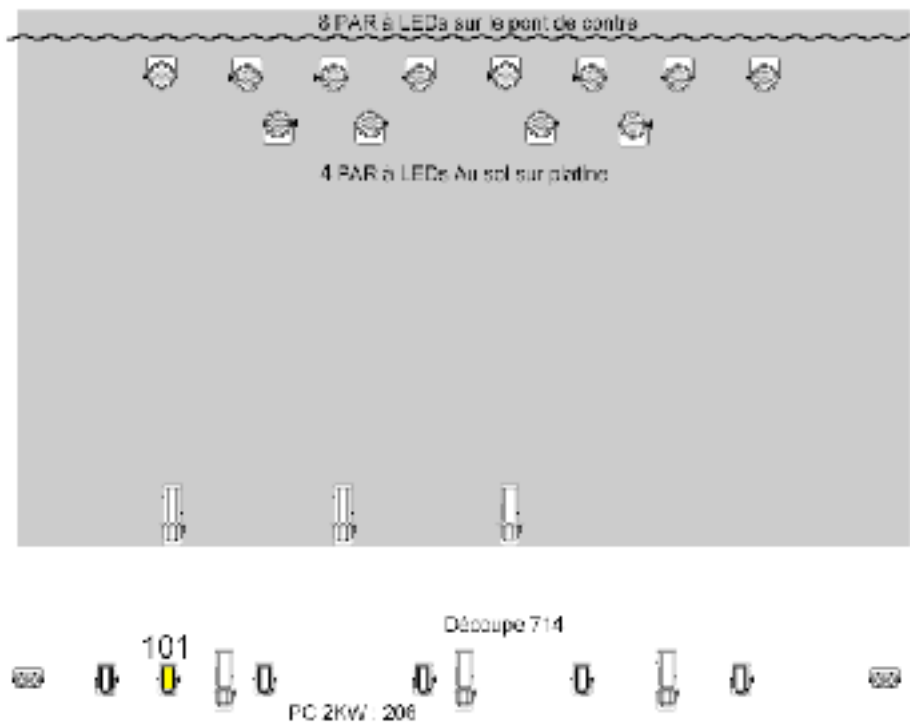 8 PAR à LEDs sur le pont de contre
4 PAR à LEDs Au sol sur platine
Découpe 714
101
PC 2KW : 206